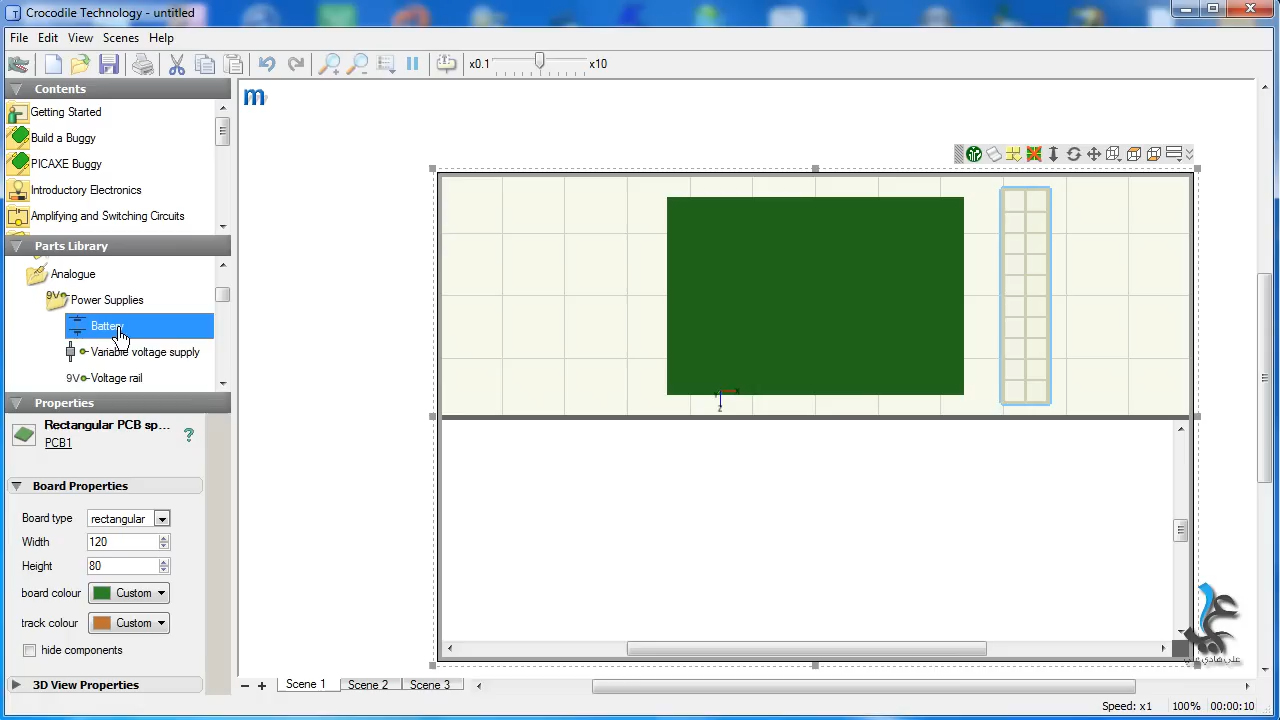 Crocodile Technology - untitled
File Edit View Scenes Help
x0.1 x10
Contents
Getting Started
Build a Buggy
PICAXE Buggy
Introductory Electronics
Amplifying and Switching Circuits
Parts Library
Analogue
Power Supplies
Battery
Variable voltage supply
9V Voltage rail
Properties
Rectangular PCB sp...
PCB1
Board Properties
Board type rectangular
Width 120
Height 80
board colour Custom
track colour Custom
hide components
3D View Properties
Scene 1 Scene 2 Scene 3
Speed: x1 100% 00:00:10